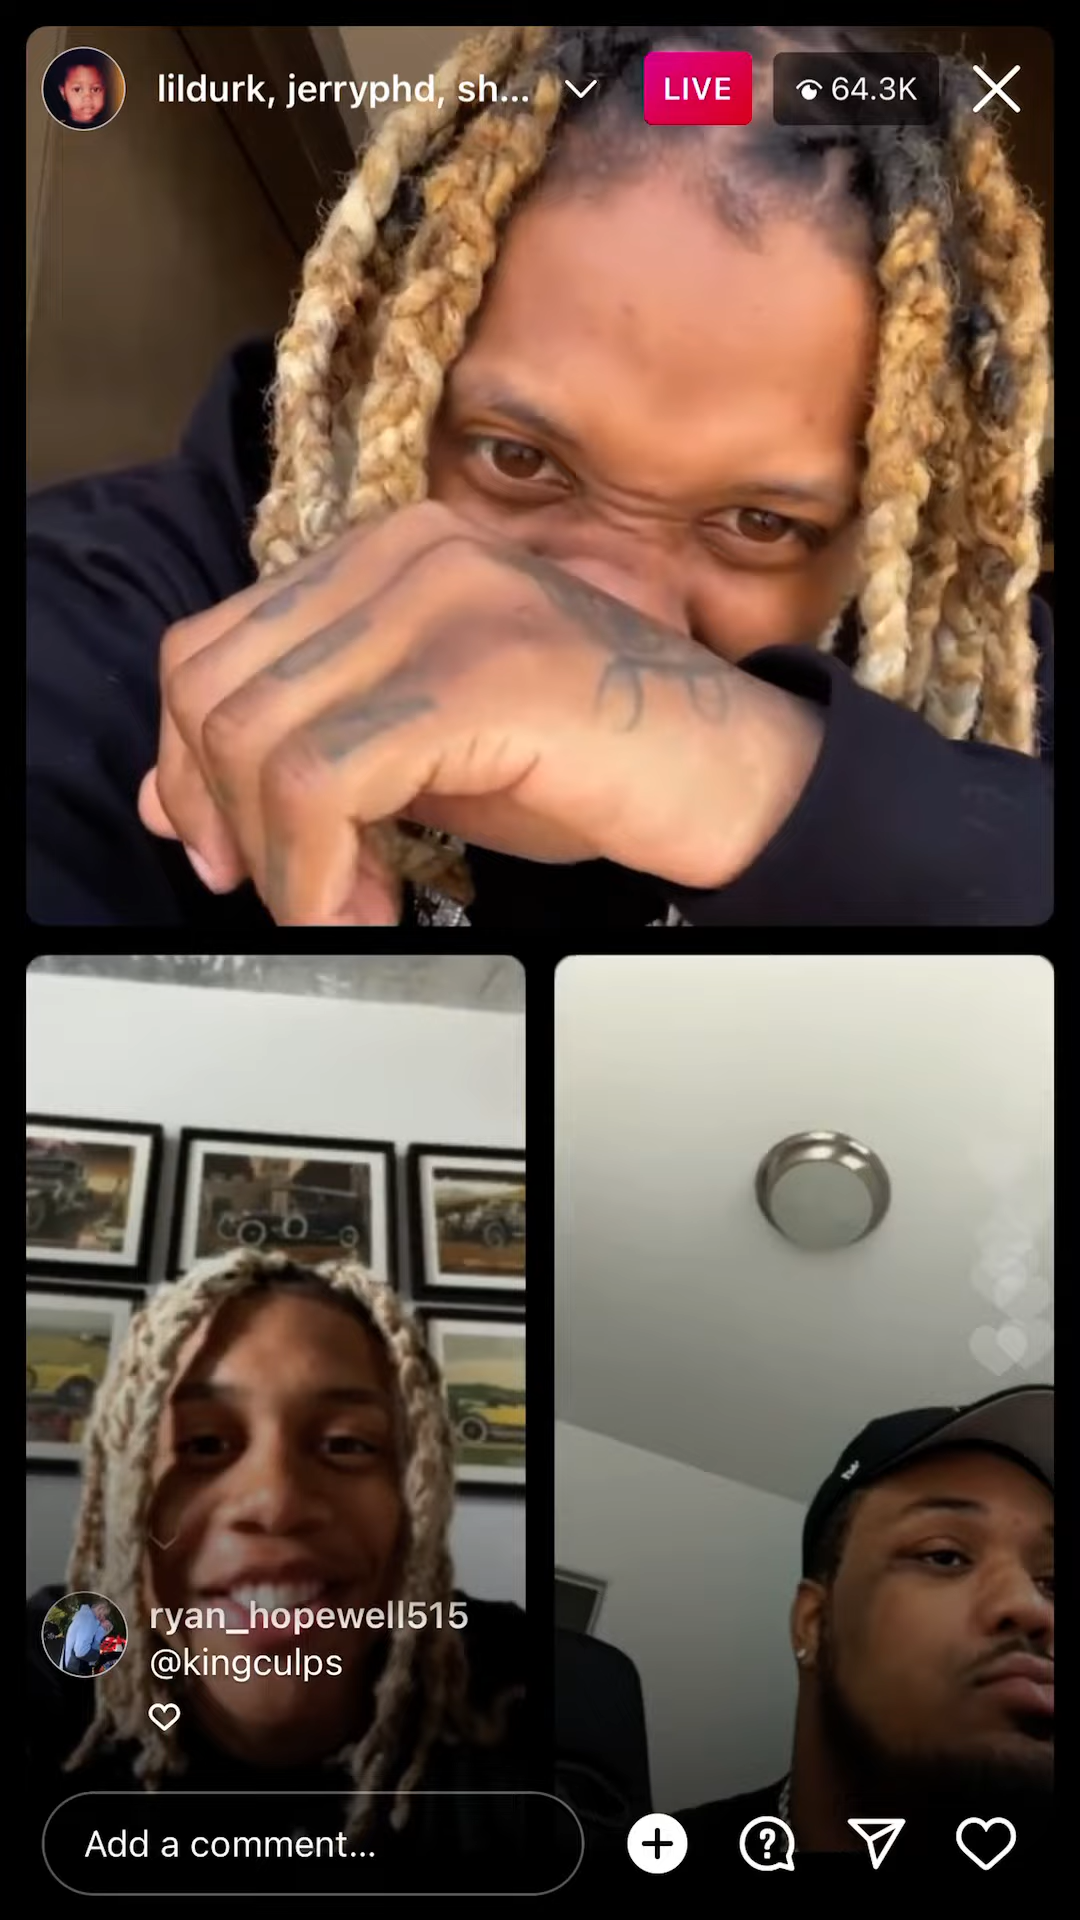 lildurk, jerryphd, sh...
LIVE
64.3K
ryan_hopewell515
@kingculps
Add a comment...